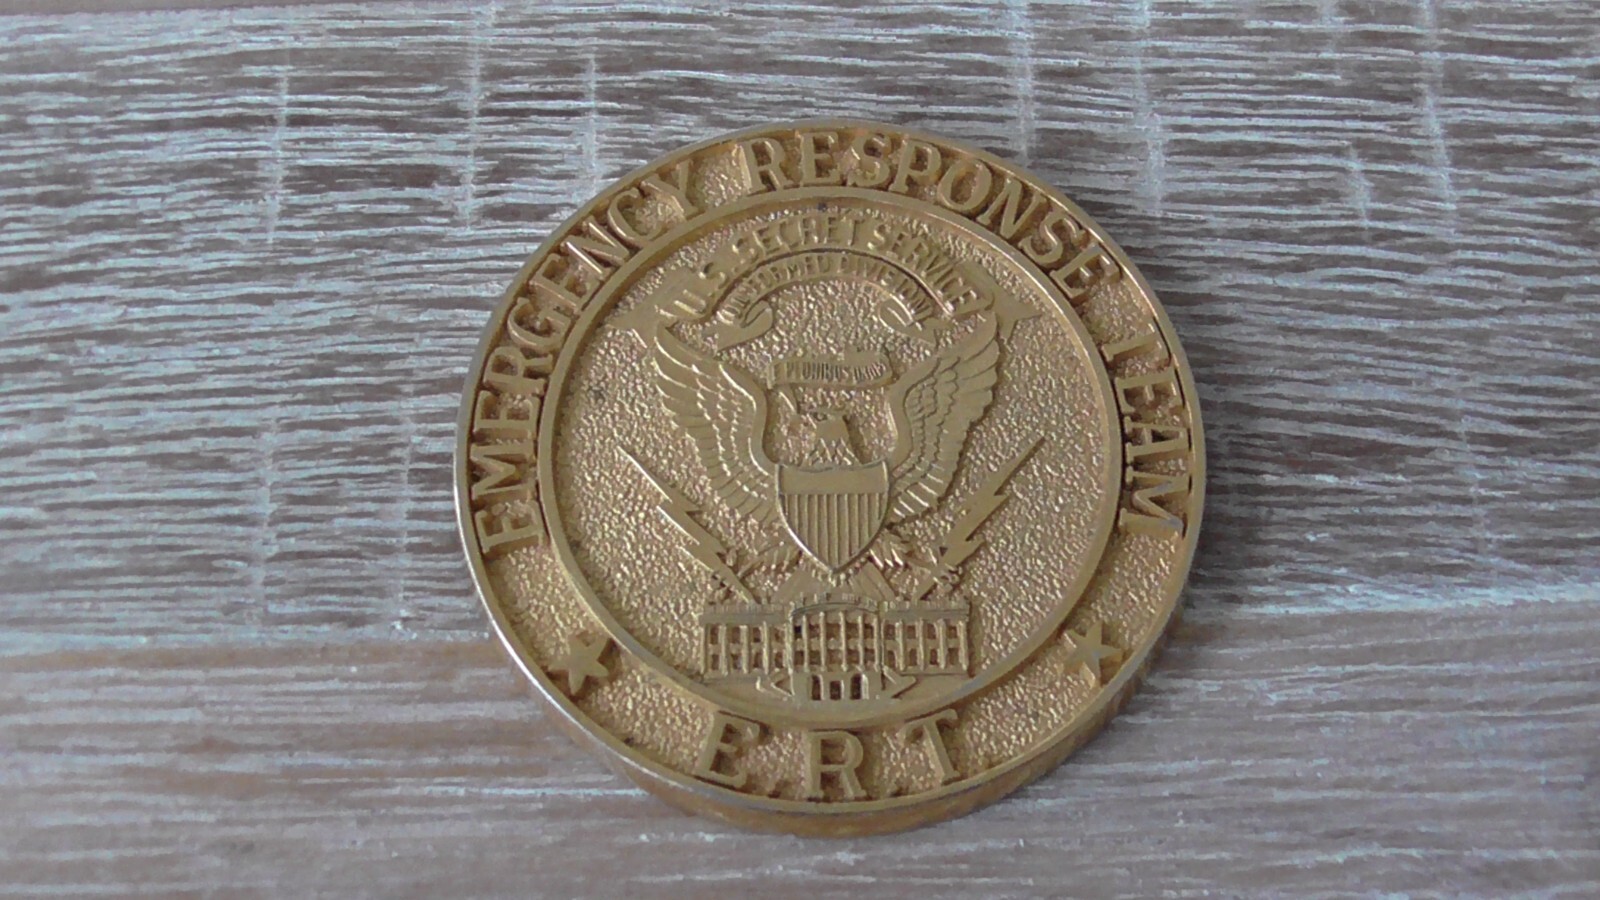 EMERGENCY RESPONSE TEAM
U.S. SECRET SERVICE
UNIFORMED DIVISION
E PLURIBUS UNUM
E R T